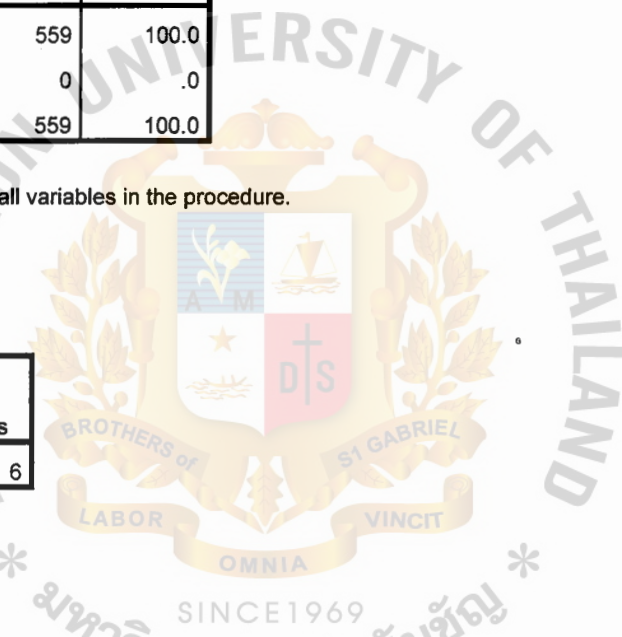 559 100.0
0 .0
559 100.0
all variables in the procedure.
s
6
UNIVERSITY OF THAILAND
A M
D S
BROTHERS of
S1 GABRIEL
LABOR
VINCIT
OMNIA
SINCE1969